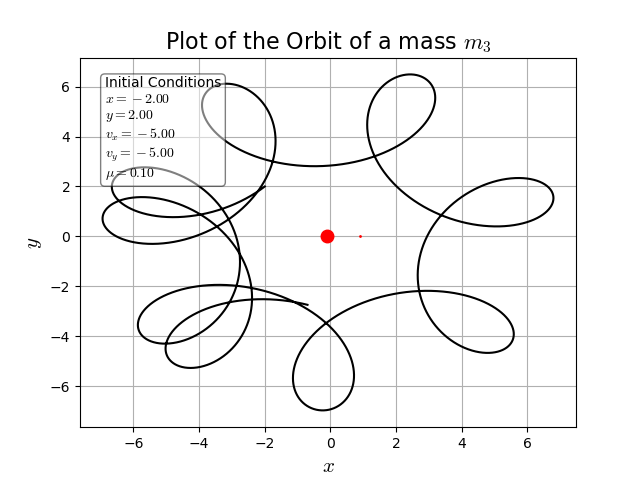 Plot of the Orbit of a mass m₃
Initial Conditions
x = −2.00
y = 2.00
vₓ = −5.00
v_y = −5.00
μ = 0.10
6
4
2
0
−2
−4
−6
y
−6
−4
−2
0
2
4
6
x